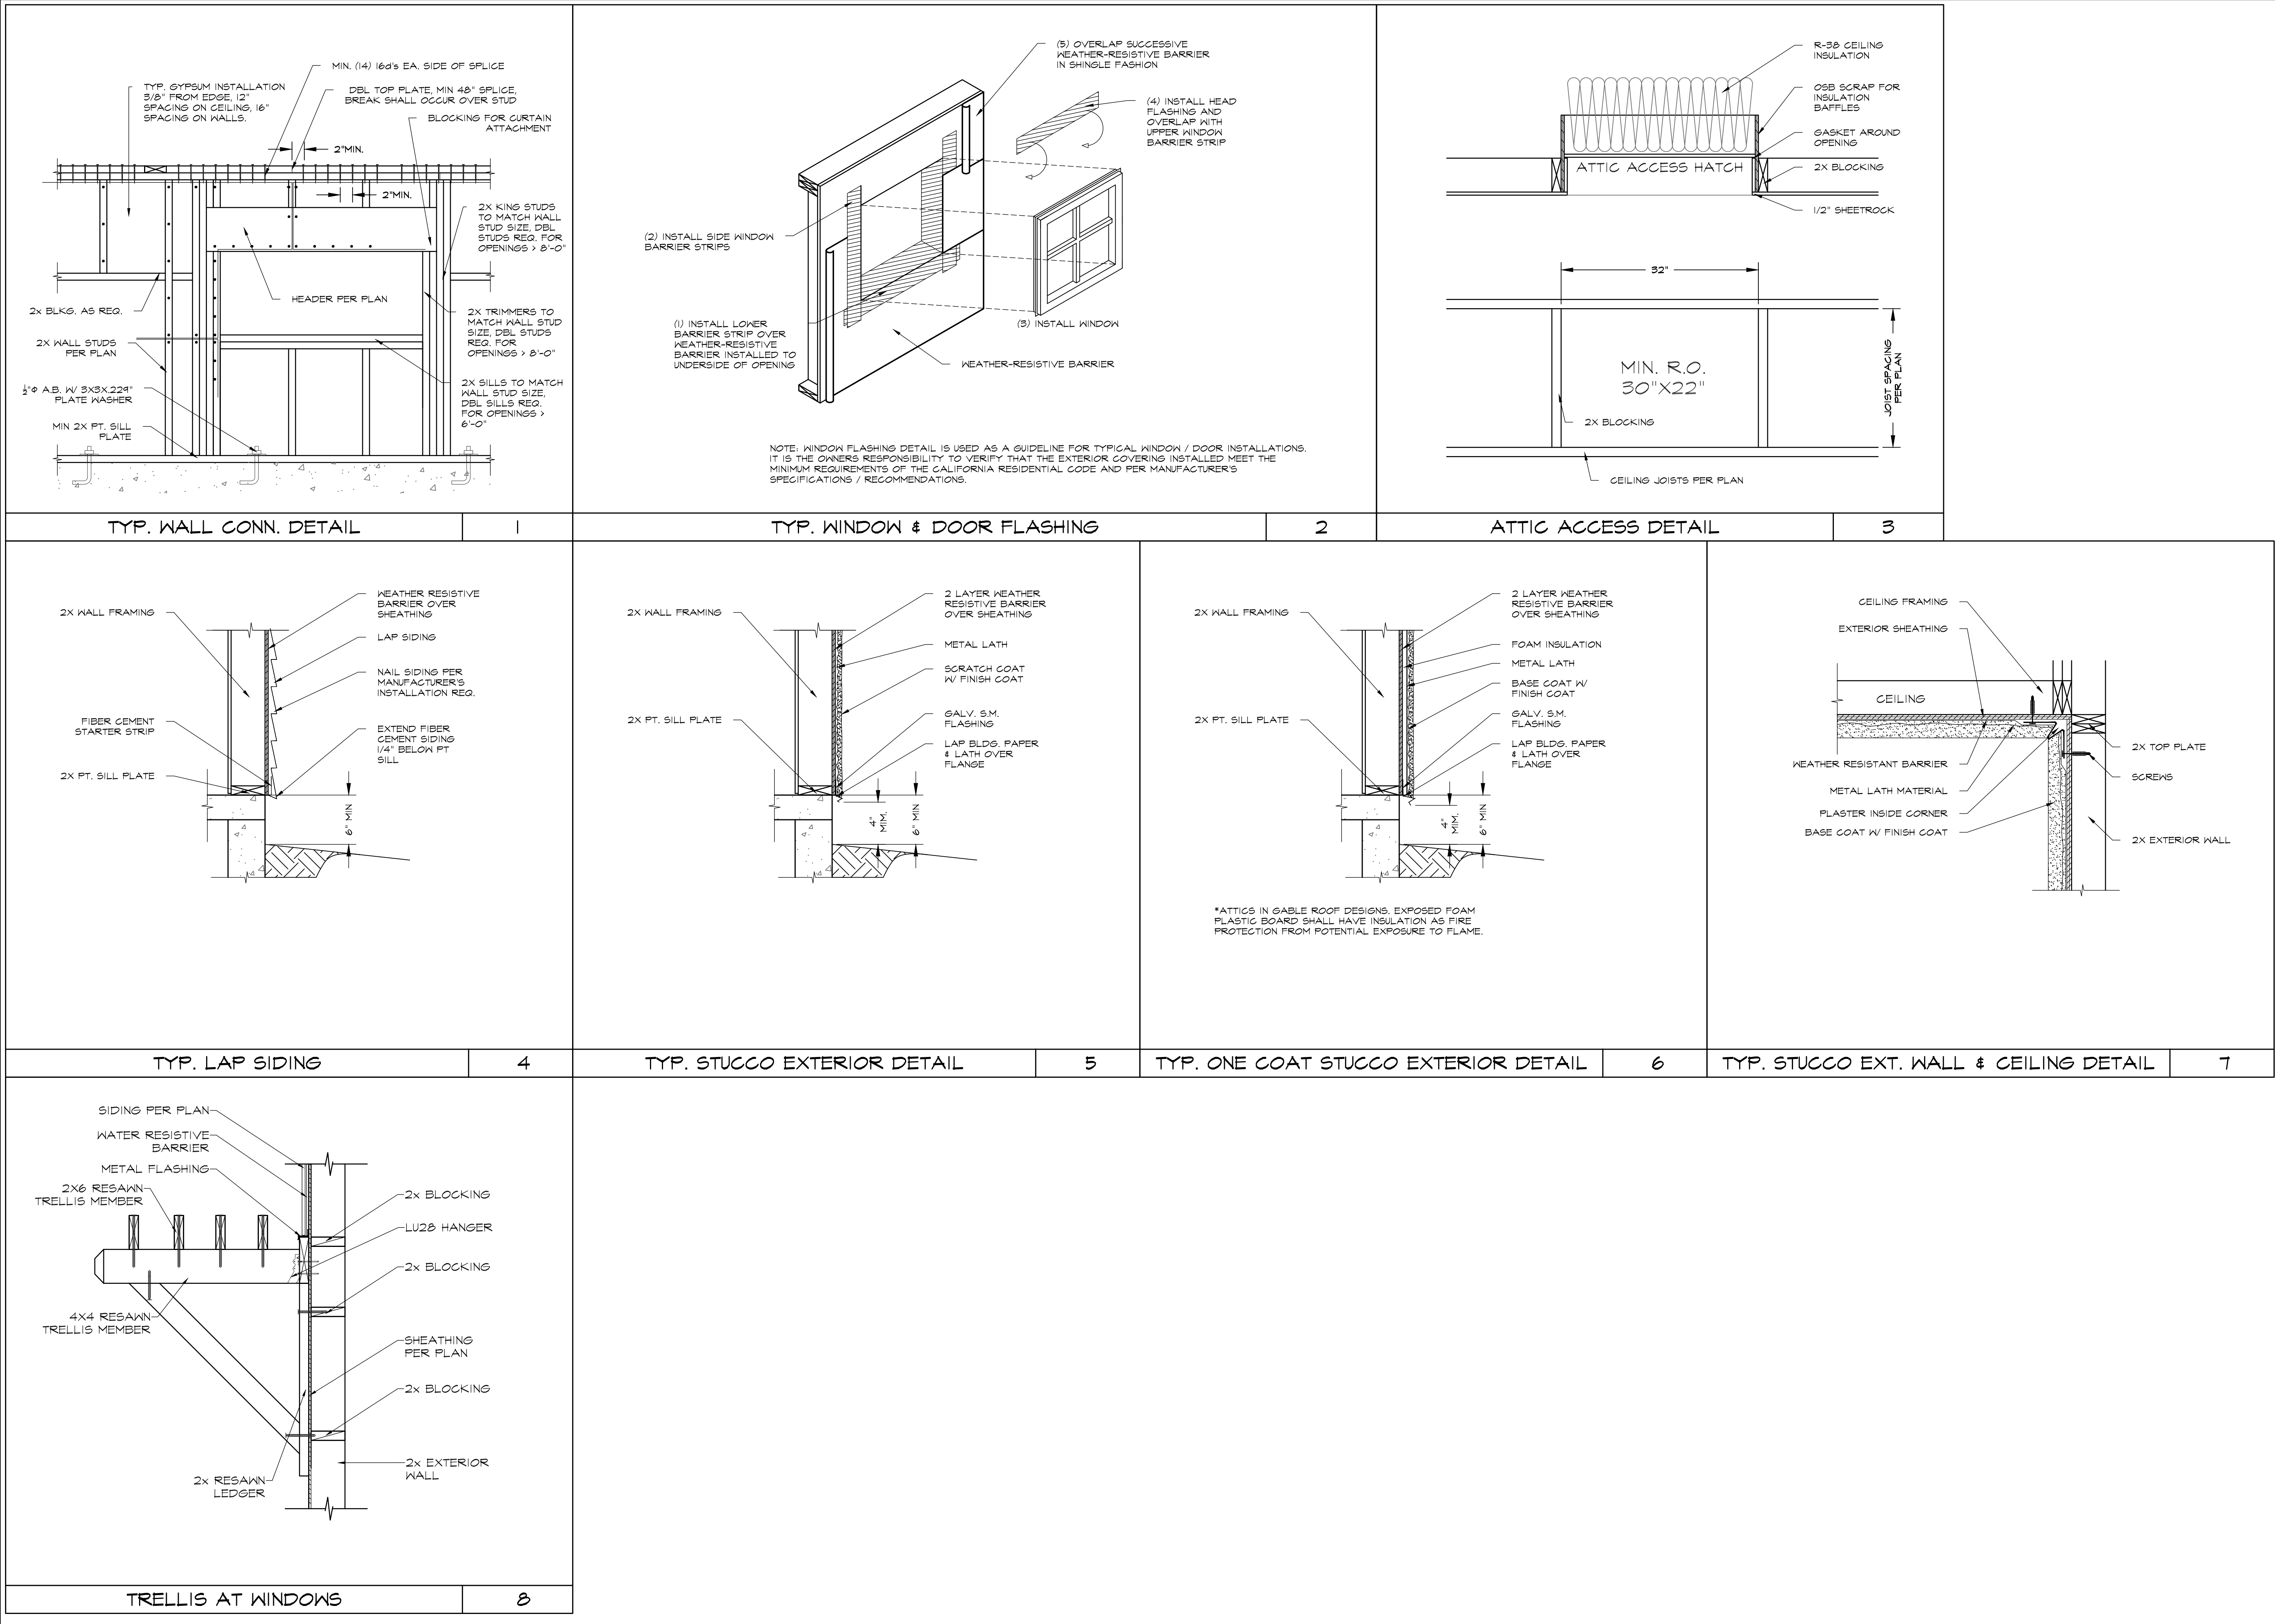 MIN. (14) 16d's EA. SIDE OF SPLICE
TYP. GYPSUM INSTALLATION
3/8" FROM EDGE, 12"
SPACING ON CEILING, 16"
SPACING ON WALLS.
DBL TOP PLATE, MIN 48" SPLICE,
BREAK SHALL OCCUR OVER STUD
BLOCKING FOR CURTAIN
ATTACHMENT
2"MIN.
2"MIN.
2X KING STUDS
TO MATCH WALL
STUD SIZE, DBL
STUDS REQ. FOR
OPENINGS > 8'-0"
HEADER PER PLAN
2x BLKG. AS REQ.
2X TRIMMERS TO
MATCH WALL STUD
SIZE, DBL STUDS
REQ. FOR
OPENINGS > 8'-0"
2X WALL STUDS
PER PLAN
½"Φ A.B. W/ 3X3X.229"
PLATE WASHER
2X SILLS TO MATCH
WALL STUD SIZE,
DBL SILLS REQ.
FOR OPENINGS >
6'-0"
MIN 2X PT. SILL
PLATE
TYP. WALL CONN. DETAIL
1
(5) OVERLAP SUCCESSIVE
WEATHER-RESISTIVE BARRIER
IN SHINGLE FASHION
(4) INSTALL HEAD
FLASHING AND
OVERLAP WITH
UPPER WINDOW
BARRIER STRIP
(2) INSTALL SIDE WINDOW
BARRIER STRIPS
(1) INSTALL LOWER
BARRIER STRIP OVER
WEATHER-RESISTIVE
BARRIER INSTALLED TO
UNDERSIDE OF OPENING
(3) INSTALL WINDOW
WEATHER-RESISTIVE BARRIER
NOTE: WINDOW FLASHING DETAIL IS USED AS A GUIDELINE FOR TYPICAL WINDOW / DOOR INSTALLATIONS.
IT IS THE OWNERS RESPONSIBILITY TO VERIFY THAT THE EXTERIOR COVERING INSTALLED MEET THE
MINIMUM REQUIREMENTS OF THE CALIFORNIA RESIDENTIAL CODE AND PER MANUFACTURER'S
SPECIFICATIONS / RECOMMENDATIONS.
TYP. WINDOW & DOOR FLASHING
2
R-38 CEILING
INSULATION
OSB SCRAP FOR
INSULATION
BAFFLES
GASKET AROUND
OPENING
ATTIC ACCESS HATCH
2X BLOCKING
1/2" SHEETROCK
32"
MIN. R.O.
30"X22"
JOIST SPACING
PER PLAN
2X BLOCKING
CEILING JOISTS PER PLAN
ATTIC ACCESS DETAIL
3
WEATHER RESISTIVE
BARRIER OVER
SHEATHING
2X WALL FRAMING
LAP SIDING
NAIL SIDING PER
MANUFACTURER'S
INSTALLATION REQ.
FIBER CEMENT
STARTER STRIP
EXTEND FIBER
CEMENT SIDING
1/4" BELOW PT
SILL
2X PT. SILL PLATE
6" MIN
TYP. LAP SIDING
4
2 LAYER WEATHER
RESISTIVE BARRIER
OVER SHEATHING
2X WALL FRAMING
METAL LATH
SCRATCH COAT
W/ FINISH COAT
2X PT. SILL PLATE
GALV. S.M.
FLASHING
LAP BLDG. PAPER
& LATH OVER
FLANGE
4"
MIM.
6" MIN
TYP. STUCCO EXTERIOR DETAIL
5
2 LAYER WEATHER
RESISTIVE BARRIER
OVER SHEATHING
2X WALL FRAMING
FOAM INSULATION
METAL LATH
BASE COAT W/
FINISH COAT
2X PT. SILL PLATE
GALV. S.M.
FLASHING
LAP BLDG. PAPER
& LATH OVER
FLANGE
4"
MIM.
6" MIN
*ATTICS IN GABLE ROOF DESIGNS, EXPOSED FOAM
PLASTIC BOARD SHALL HAVE INSULATION AS FIRE
PROTECTION FROM POTENTIAL EXPOSURE TO FLAME.
TYP. ONE COAT STUCCO EXTERIOR DETAIL
6
CEILING FRAMING
EXTERIOR SHEATHING
CEILING
2X TOP PLATE
WEATHER RESISTANT BARRIER
SCREWS
METAL LATH MATERIAL
PLASTER INSIDE CORNER
BASE COAT W/ FINISH COAT
2X EXTERIOR WALL
TYP. STUCCO EXT. WALL & CEILING DETAIL
7
SIDING PER PLAN
WATER RESISTIVE
BARRIER
METAL FLASHING
2X6 RESAWN
TRELLIS MEMBER
2x BLOCKING
LU28 HANGER
2x BLOCKING
4X4 RESAWN
TRELLIS MEMBER
SHEATHING
PER PLAN
2x BLOCKING
2x EXTERIOR
WALL
2x RESAWN
LEDGER
TRELLIS AT WINDOWS
8